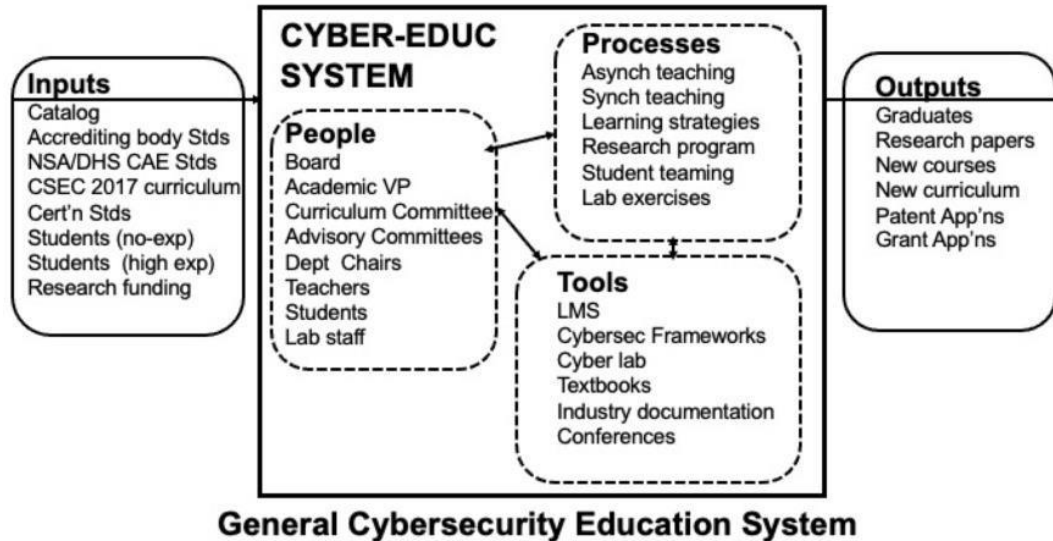 CYBER-EDUC
SYSTEM
Inputs
Catalog
Accrediting body Stds
NSA/DHS CAE Stds
CSEC 2017 curriculum
Cert'n Stds
Students (no-exp)
Students (high exp)
Research funding
People
Board
Academic VP
Curriculum Committee
Advisory Committees
Dept Chairs
Teachers
Students
Lab staff
Processes
Asynch teaching
Synch teaching
Learning strategies
Research program
Student teaming
Lab exercises
Tools
LMS
Cybersec Frameworks
Cyber lab
Textbooks
Industry documentation
Conferences
Outputs
Graduates
Research papers
New courses
New curriculum
Patent App'ns
Grant App'ns
General Cybersecurity Education System